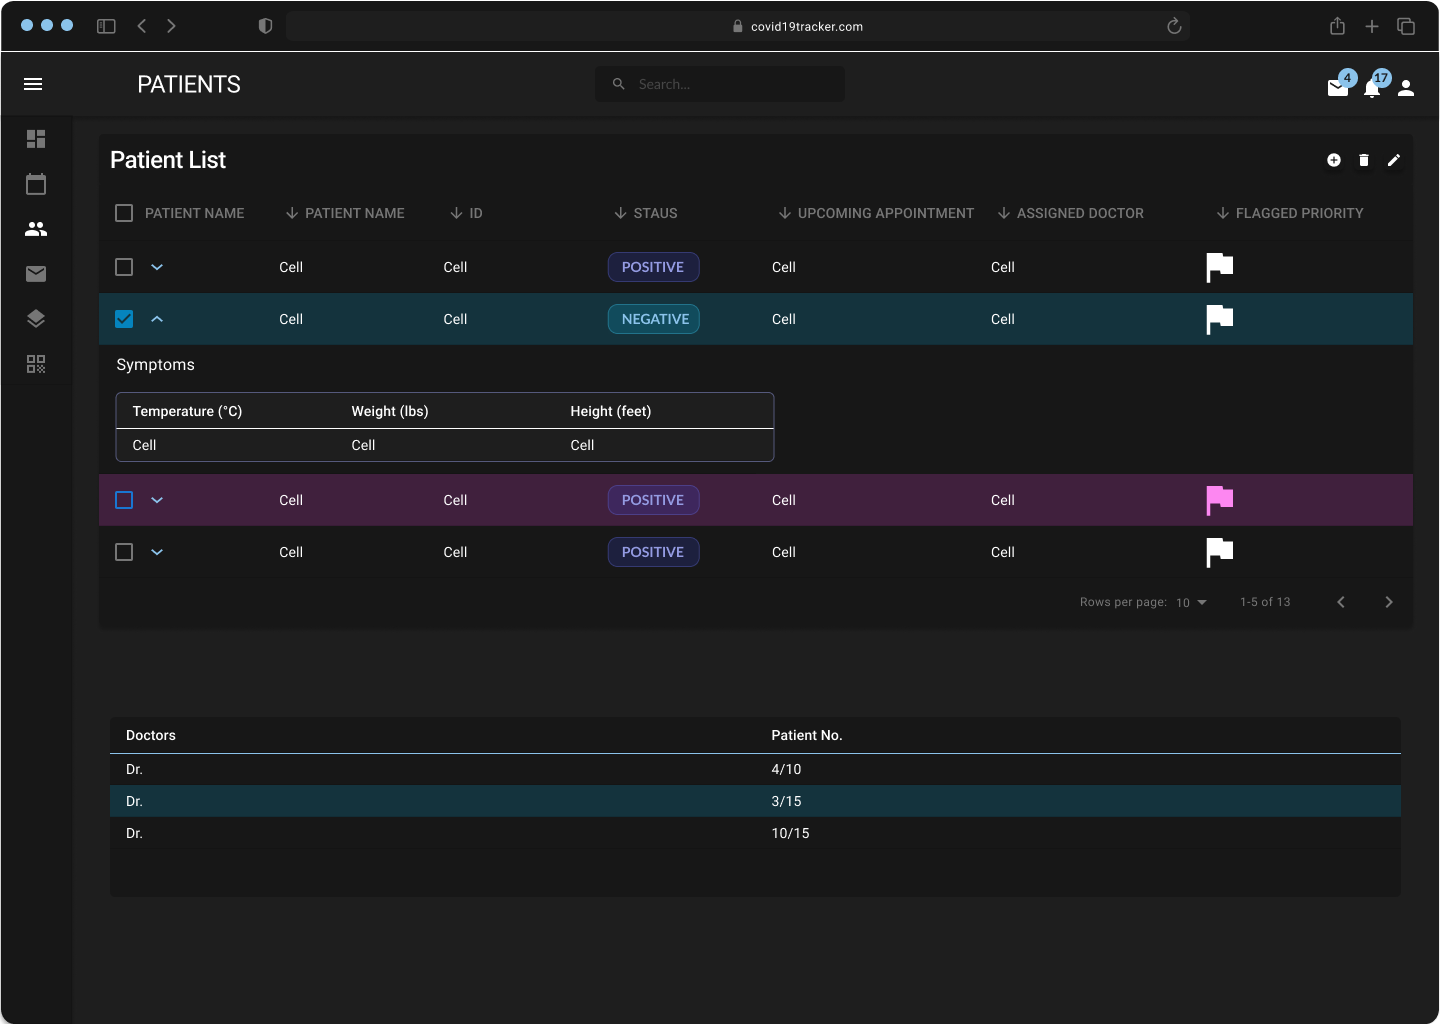 covid19tracker.com
PATIENTS
Search...
4
17
Patient List
PATIENT NAME PATIENT NAME ID STAUS UPCOMING APPOINTMENT ASSIGNED DOCTOR FLAGGED PRIORITY
Cell Cell POSITIVE Cell Cell
Cell Cell NEGATIVE Cell Cell
Symptoms
Temperature (°C) Weight (lbs) Height (feet)
Cell Cell Cell
Cell Cell POSITIVE Cell Cell
Cell Cell POSITIVE Cell Cell
Rows per page: 10 1-5 of 13
Doctors Patient No.
Dr. 4/10
Dr. 3/15
Dr. 10/15